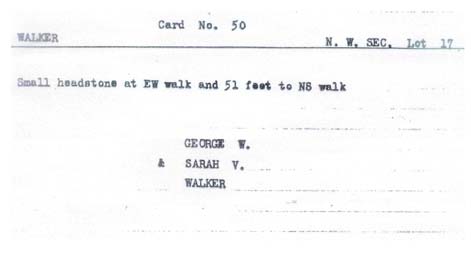 Card No. 50
WALKER
N. W. SEC. Lot 17
Small headstone at EW walk and 51 feet to NS walk
GEORGE W.
& SARAH V.
WALKER